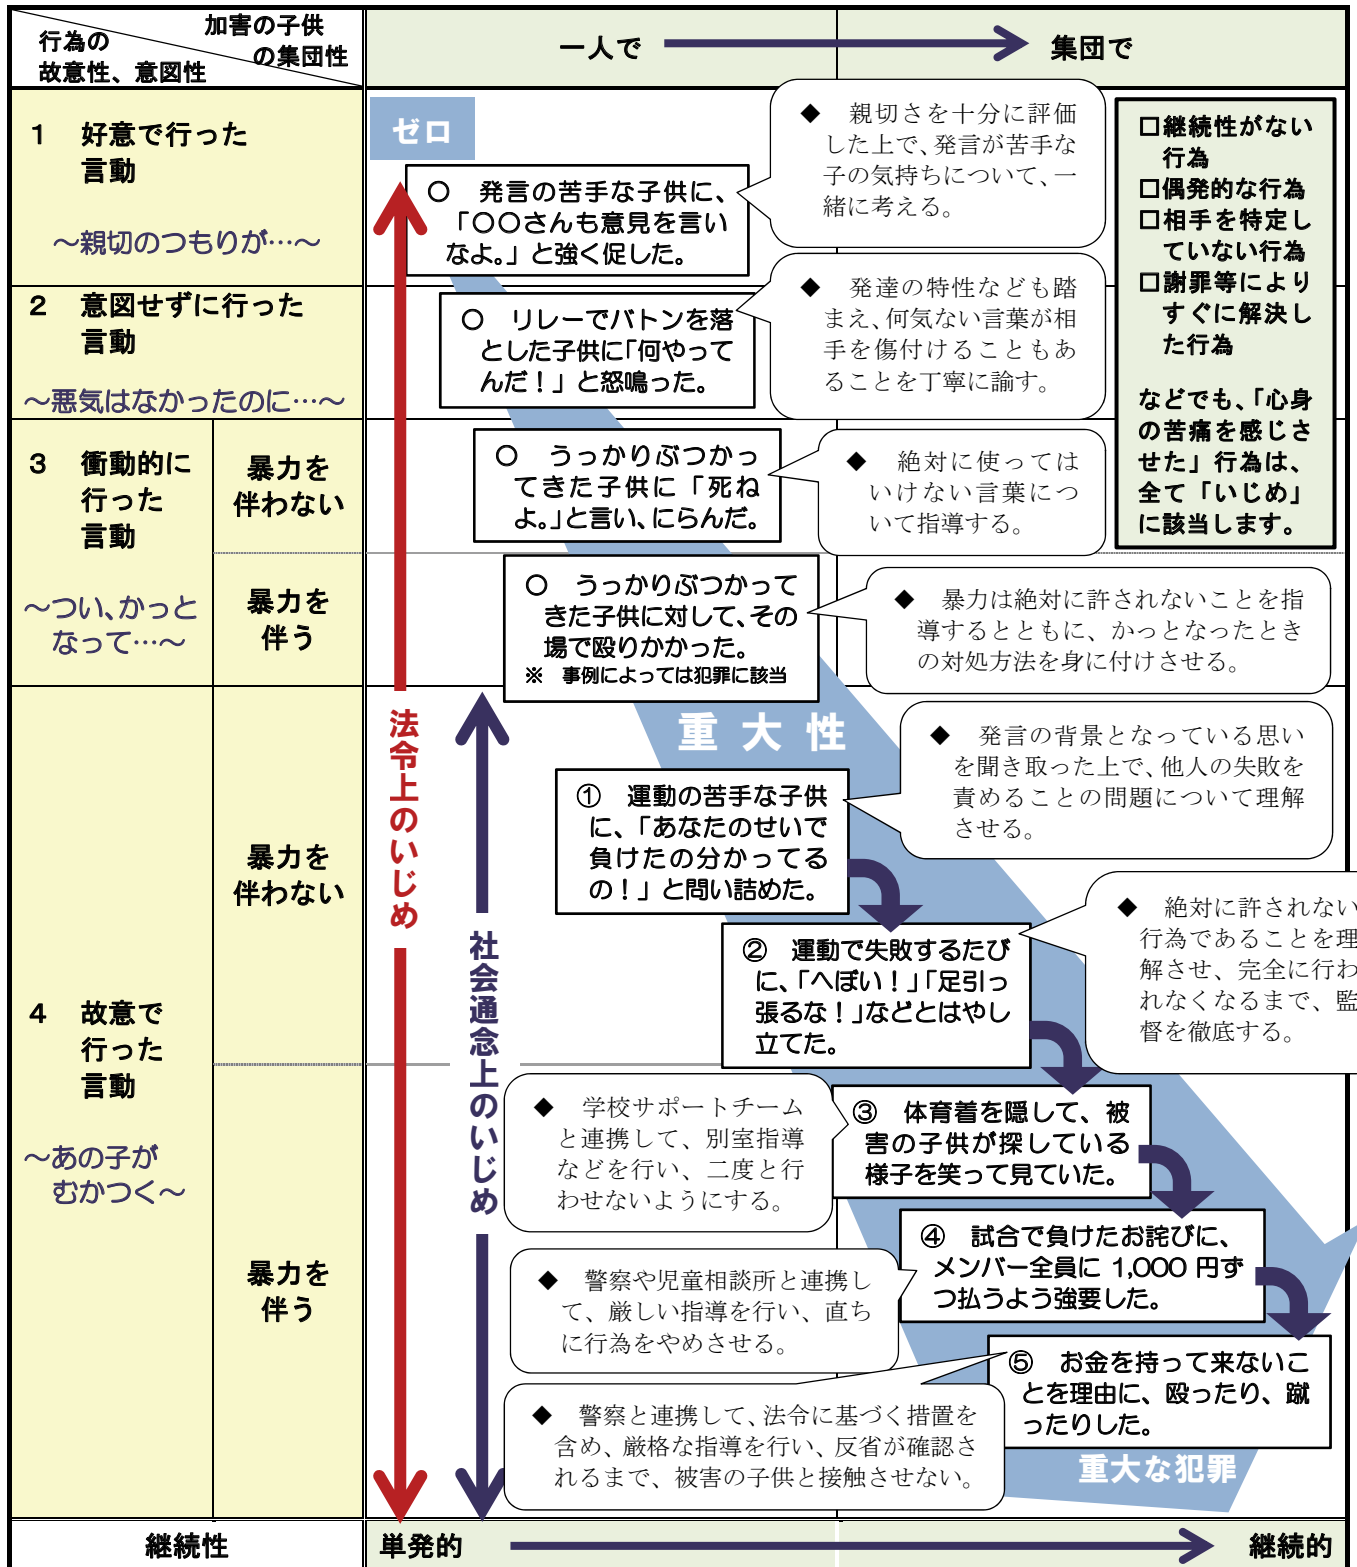 加害の子供
の集団性
行為の
故意性、意図性
一人で
集団で
1 好意で行った
言動
～親切のつもりが…～
ゼロ
○ 発言の苦手な子供に、
「○○さんも意見を言い
なよ。」と強く促した。
◆ 親切さを十分に評価
した上で、発言が苦手な
子の気持ちについて、一
緒に考える。
□継続性がない
行為
□偶発的な行為
□相手を特定し
ていない行為
□謝罪等により
すぐに解決し
た行為
などでも、「心身
の苦痛を感じさ
せた」行為は、
全て「いじめ」
に該当します。
2 意図せずに行った
言動
～悪気はなかったのに…～
○ リレーでバトンを落
とした子供に「何やって
んだ！」と怒鳴った。
◆ 発達の特性なども踏
まえ、何気ない言葉が相
手を傷付けることもあ
ることを丁寧に諭す。
3 衝動的に
行った
言動
～つい、かっと
なって…～
暴力を
伴わない
○ うっかりぶつかっ
てきた子供に「死ね
よ。」と言い、にらんだ。
◆ 絶対に使っては
いけない言葉につ
いて指導する。
暴力を
伴う
○ うっかりぶつかって
きた子供に対して、その
場で殴りかかった。
※ 事例によっては犯罪に該当
◆ 暴力は絶対に許されないことを指
導するとともに、かっとなったとき
の対処方法を身に付けさせる。
法令上のいじめ
社会通念上のいじめ
重大性
4 故意で
行った
言動
～あの子が
むかつく～
暴力を
伴わない
① 運動の苦手な子供
に、「あなたのせいで
負けたの分かってる
の！」と問い詰めた。
◆ 発言の背景となっている思い
を聞き取った上で、他人の失敗を
責めることの問題について理解
させる。
② 運動で失敗するたび
に、「へぼい！」「足引っ
張るな！」などとはやし
立てた。
◆ 絶対に許されない
行為であることを理
解させ、完全に行わ
れなくなるまで、監
督を徹底する。
暴力を
伴う
③ 体育着を隠して、被
害の子供が探している
様子を笑って見ていた。
◆ 学校サポートチーム
と連携して、別室指導
などを行い、二度と行
わせないようにする。
④ 試合で負けたお詫びに、
メンバー全員に 1,000 円ず
つ払うよう強要した。
◆ 警察や児童相談所と連携し
て、厳しい指導を行い、直ち
に行為をやめさせる。
⑤ お金を持って来ないこ
とを理由に、殴ったり、蹴
ったりした。
◆ 警察と連携して、法令に基づく措置を
含め、厳格な指導を行い、反省が確認さ
れるまで、被害の子供と接触させない。
重大な犯罪
継続性
単発的
継続的